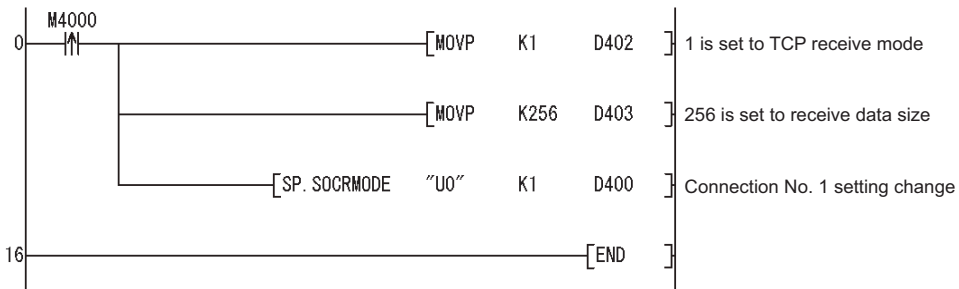 M4000
0 MOVP K1 D402 1 is set to TCP receive mode
MOVP K256 D403 256 is set to receive data size
SP.SOCRMODE "U0" K1 D400 Connection No. 1 setting change
16 END